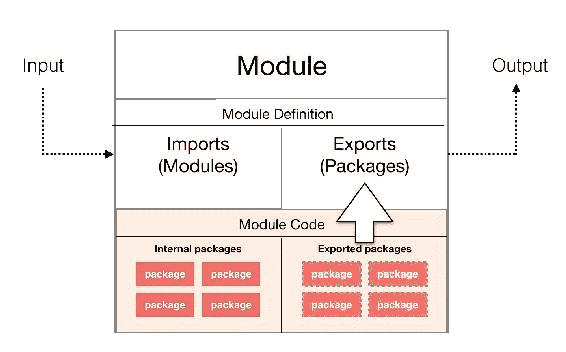 Module
Input
Output
Module Definition
Imports
(Modules)
Exports
(Packages)
Module Code
Internal packages
Exported packages
package package package package
package package package package